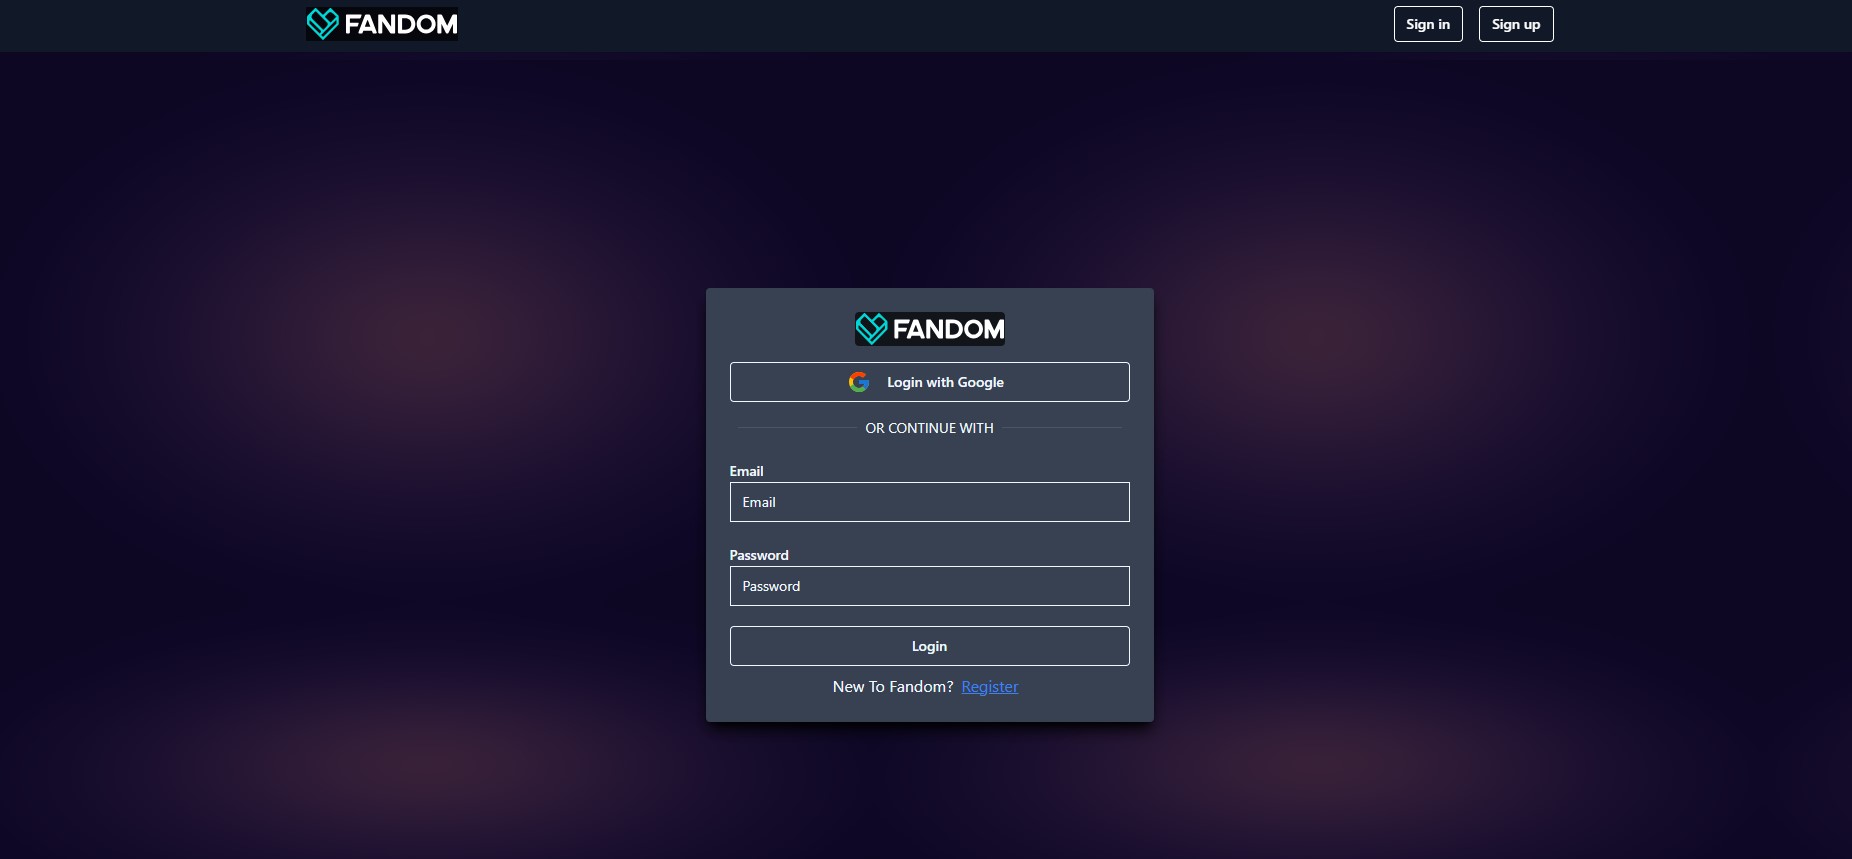 FANDOM
Sign in
Sign up
FANDOM
Login with Google
OR CONTINUE WITH
Email
Email
Password
Password
Login
New To Fandom? Register